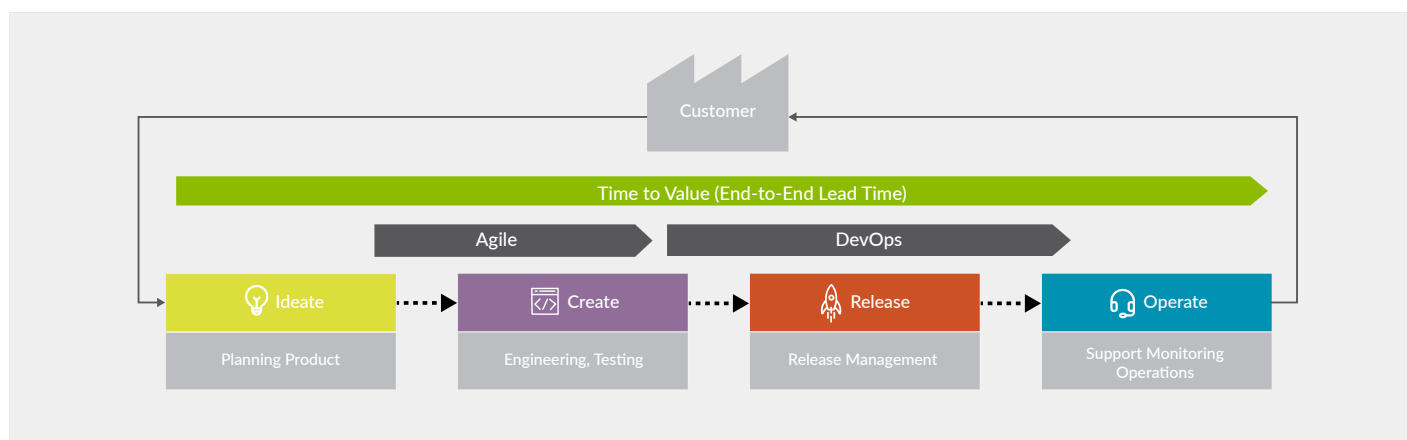 Customer
Time to Value (End-to-End Lead Time)
Agile
DevOps
Ideate
Create
Release
Operate
Planning Product
Engineering, Testing
Release Management
Support Monitoring
Operations